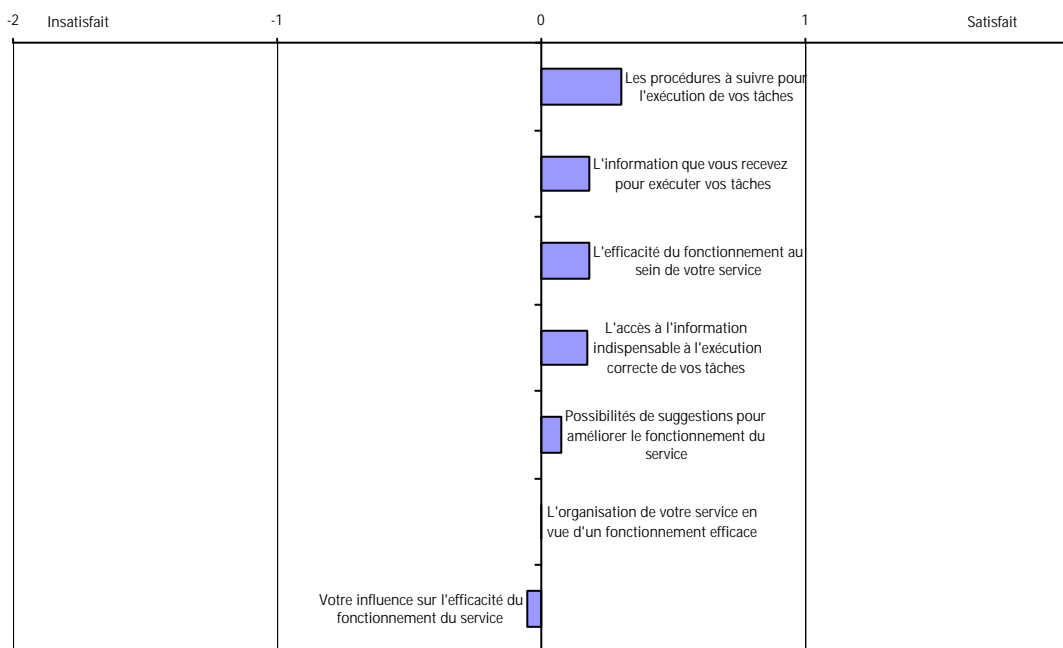 -2 Insatisfait -1 0 1 Satisfait
Les procédures à suivre pour
l'exécution de vos tâches
L'information que vous recevez
pour exécuter vos tâches
L'efficacité du fonctionnement au
sein de votre service
L'accès à l'information
indispensable à l'exécution
correcte de vos tâches
Possibilités de suggestions pour
améliorer le fonctionnement du
service
L'organisation de votre service en
vue d'un fonctionnement efficace
Votre influence sur l'efficacité du
fonctionnement du service